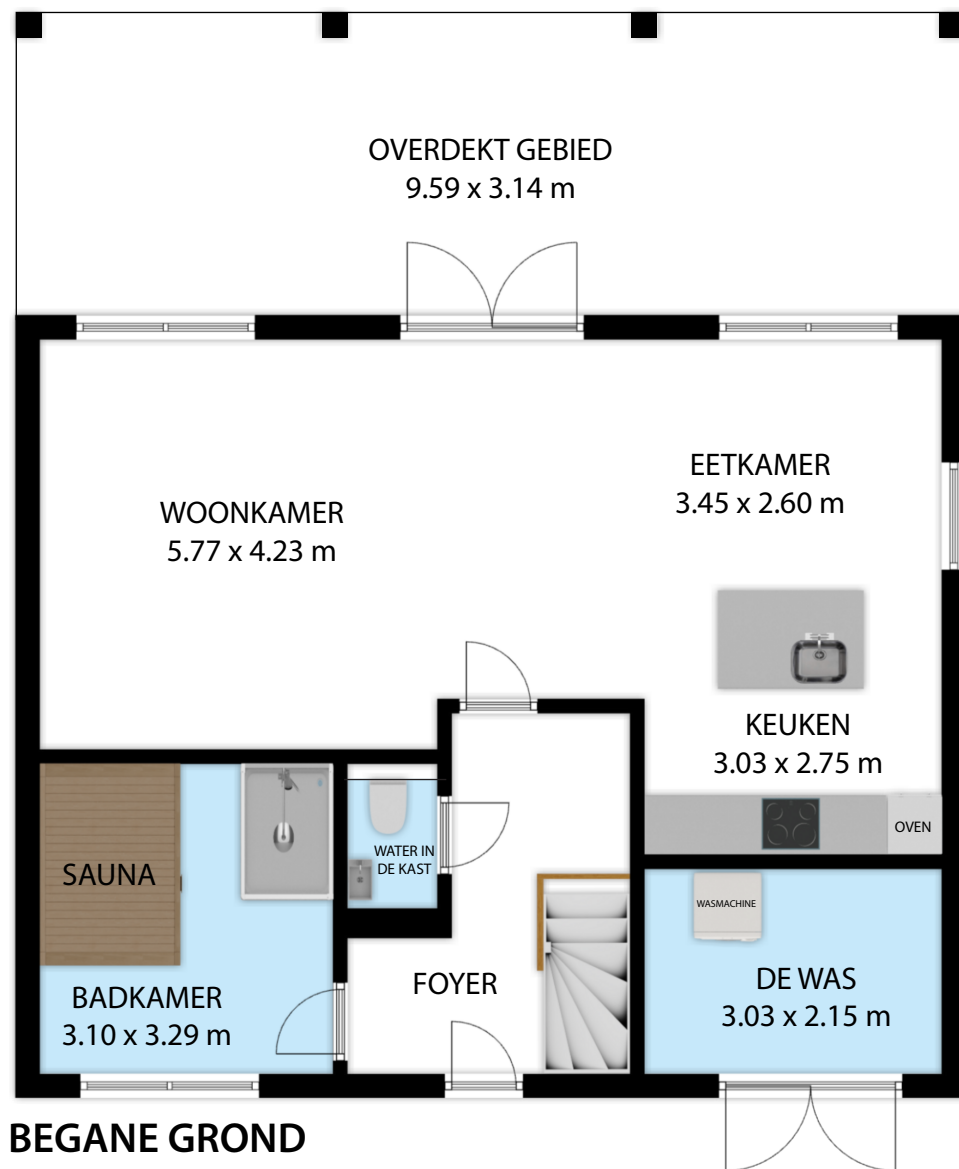 OVERDEKT GEBIED
9.59 x 3.14 m
EETKAMER
3.45 x 2.60 m
WOONKAMER
5.77 x 4.23 m
KEUKEN
3.03 x 2.75 m
OVEN
WATER IN
DE KAST
SAUNA
WASMACHINE
FOYER
DE WAS
3.03 x 2.15 m
BADKAMER
3.10 x 3.29 m
BEGANE GROND